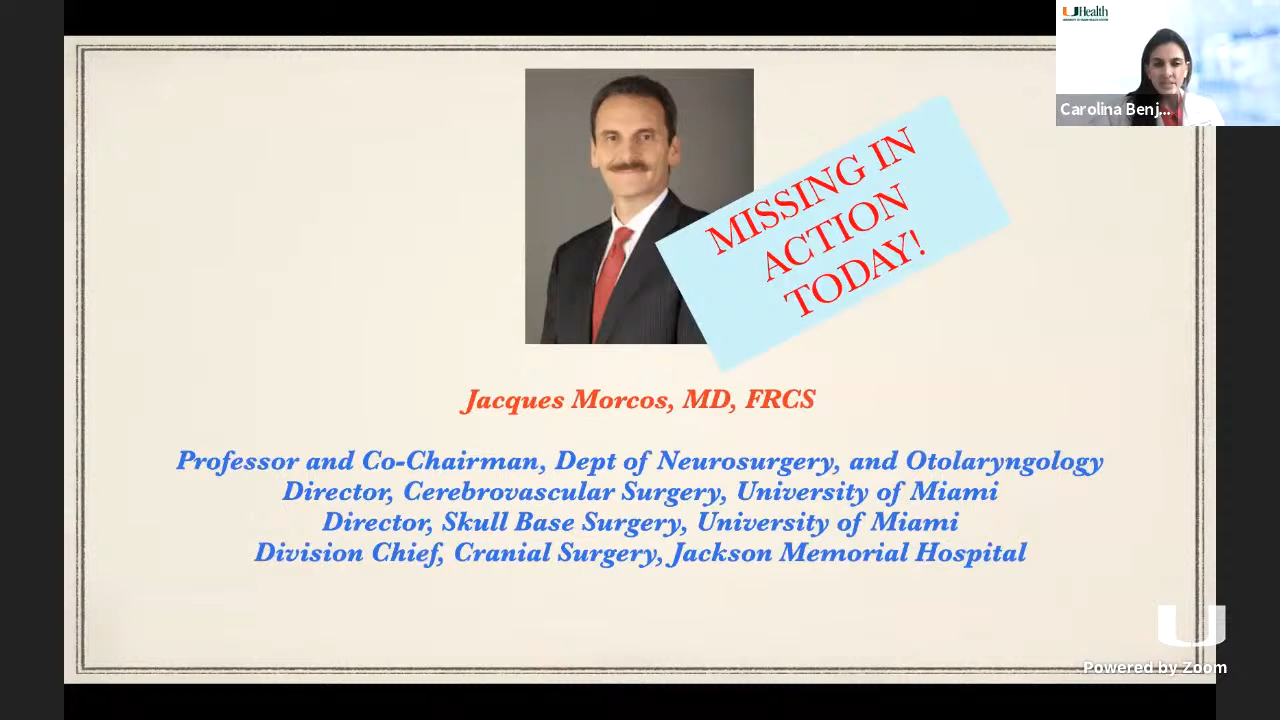 UHealth
Carolina Benj...
MISSING IN
ACTION
TODAY!
Jacques Morcos, MD, FRCS
Professor and Co-Chairman, Dept of Neurosurgery, and Otolaryngology
Director, Cerebrovascular Surgery, University of Miami
Director, Skull Base Surgery, University of Miami
Division Chief, Cranial Surgery, Jackson Memorial Hospital
U
Powered by Zoom